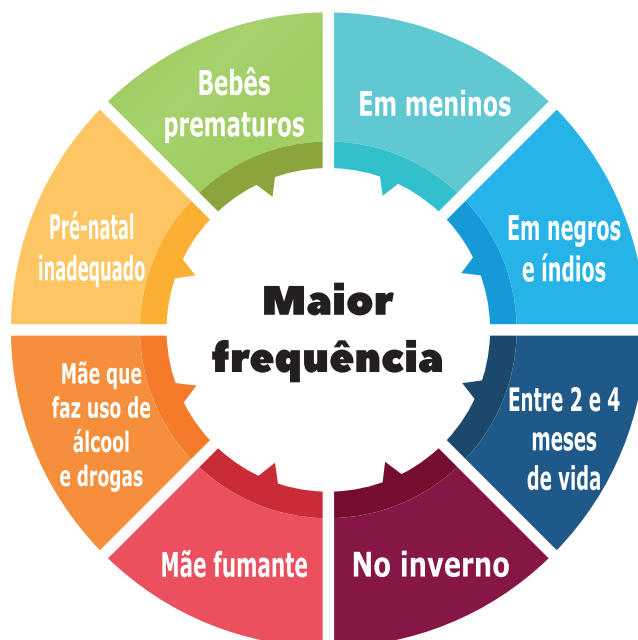 Maior
frequência
Em meninos
Em negros
e índios
Entre 2 e 4
meses
de vida
No inverno
Mãe fumante
Mãe que
faz uso de
álcool
e drogas
Pré-natal
inadequado
Bebês
prematuros